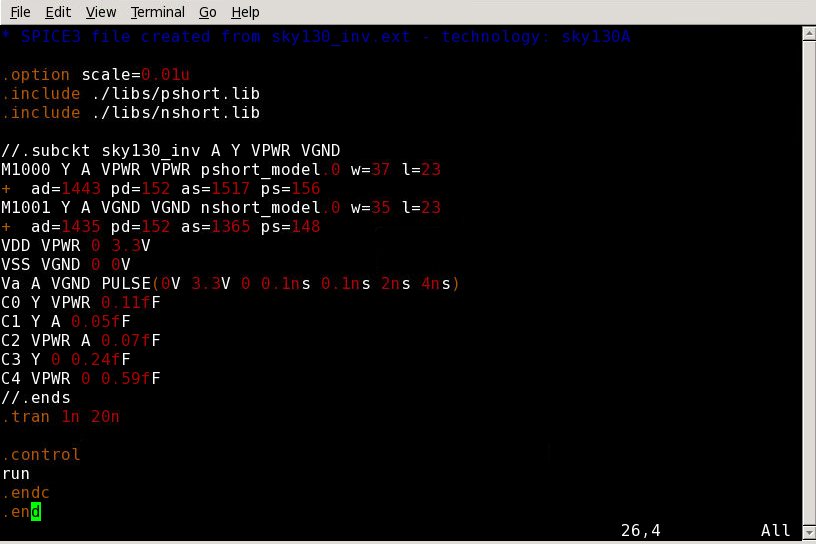 File Edit View Terminal Go Help
* SPICE3 file created from sky130_inv.ext - technology: sky130A
.option scale=0.01u
.include ./libs/pshort.lib
.include ./libs/nshort.lib
//.subckt sky130_inv A Y VPWR VGND
M1000 Y A VPWR VPWR pshort_model.0 w=37 l=23
+  ad=1443 pd=152 as=1517 ps=156
M1001 Y A VGND VGND nshort_model.0 w=35 l=23
+  ad=1435 pd=152 as=1365 ps=148
VDD VPWR 0 3.3V
VSS VGND 0 0V
Va A VGND PULSE(0V 3.3V 0 0.1ns 0.1ns 2ns 4ns)
C0 Y VPWR 0.11fF
C1 Y A 0.05fF
C2 VPWR A 0.07fF
C3 Y 0 0.24fF
C4 VPWR 0 0.59fF
//.ends
.tran 1n 20n
.control
run
.endc
.end
26,4 All